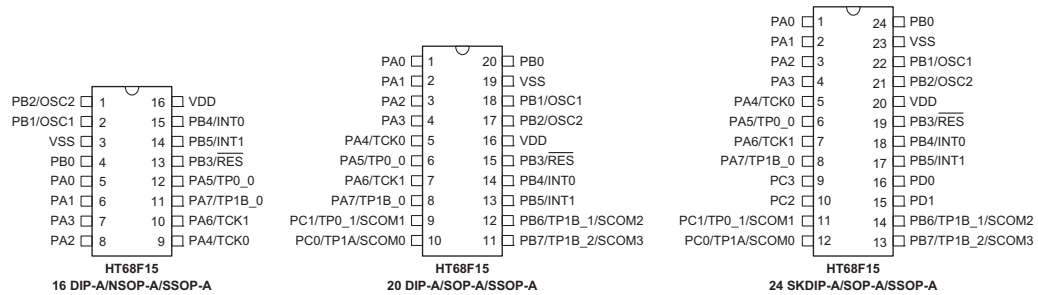 PB2/OSC2 1 16 VDD
PB1/OSC1 2 15 PB4/INT0
VSS 3 14 PB5/INT1
PB0 4 13 PB3/RES
PA0 5 12 PA5/TP0_0
PA1 6 11 PA7/TP1B_0
PA3 7 10 PA6/TCK1
PA2 8 9 PA4/TCK0
HT68F15
16 DIP-A/NSOP-A/SSOP-A
PA0 1 20 PB0
PA1 2 19 VSS
PA2 3 18 PB1/OSC1
PA3 4 17 PB2/OSC2
PA4/TCK0 5 16 VDD
PA5/TP0_0 6 15 PB3/RES
PA6/TCK1 7 14 PB4/INT0
PA7/TP1B_0 8 13 PB5/INT1
PC1/TP0_1/SCOM1 9 12 PB6/TP1B_1/SCOM2
PC0/TP1A/SCOM0 10 11 PB7/TP1B_2/SCOM3
HT68F15
20 DIP-A/SOP-A/SSOP-A
PA0 1 24 PB0
PA1 2 23 VSS
PA2 3 22 PB1/OSC1
PA3 4 21 PB2/OSC2
PA4/TCK0 5 20 VDD
PA5/TP0_0 6 19 PB3/RES
PA6/TCK1 7 18 PB4/INT0
PA7/TP1B_0 8 17 PB5/INT1
PC3 9 16 PD0
PC2 10 15 PD1
PC1/TP0_1/SCOM1 11 14 PB6/TP1B_1/SCOM2
PC0/TP1A/SCOM0 12 13 PB7/TP1B_2/SCOM3
HT68F15
24 SKDIP-A/SOP-A/SSOP-A